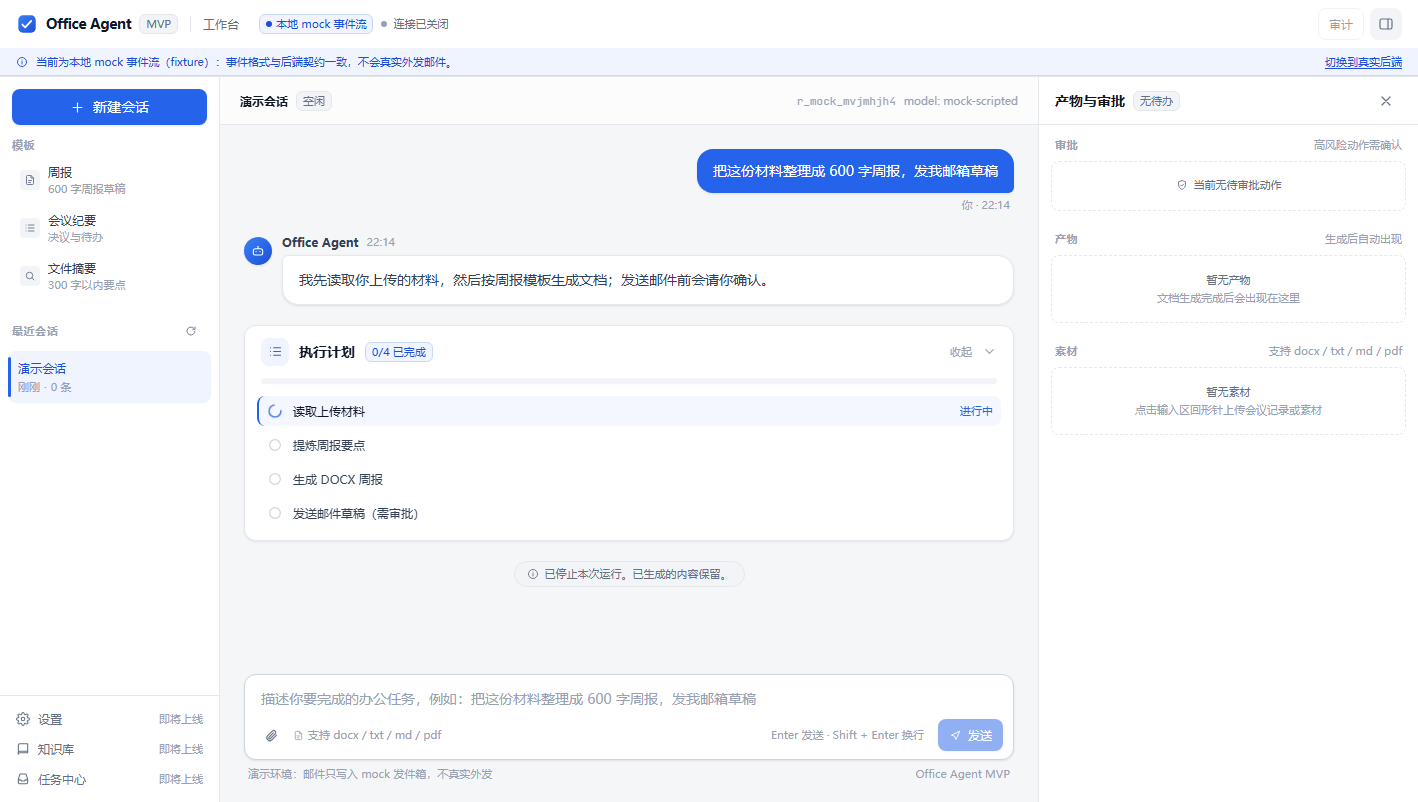 Office Agent MVP 工作台 本地 mock 事件流 连接已关闭 审计
当前为本地 mock 事件流（fixture）：事件格式与后端契约一致，不会真实外发邮件。 切换到真实后端
新建会话
模板
周报
600 字周报草稿
会议纪要
决议与待办
文件摘要
300 字以内要点
最近会话
演示会话
刚刚 · 0 条
设置 即将上线
知识库 即将上线
任务中心 即将上线
演示会话 空闲 r_mock_mvjmhjh4 model: mock-scripted
把这份材料整理成 600 字周报，发我邮箱草稿
你 · 22:14
Office Agent 22:14
我先读取你上传的材料，然后按周报模板生成文档；发送邮件前会请你确认。
执行计划 0/4 已完成 收起
读取上传材料 进行中
提炼周报要点
生成 DOCX 周报
发送邮件草稿（需审批）
已停止本次运行。已生成的内容保留。
描述你要完成的办公任务，例如：把这份材料整理成 600 字周报，发我邮箱草稿
支持 docx / txt / md / pdf Enter 发送 · Shift + Enter 换行 发送
演示环境：邮件只写入 mock 发件箱，不真实外发 Office Agent MVP
产物与审批 无待办
审批 高风险动作需确认
当前无待审批动作
产物 生成后自动出现
暂无产物
文档生成完成后会出现在这里
素材 支持 docx / txt / md / pdf
暂无素材
点击输入区回形针上传会议记录或素材